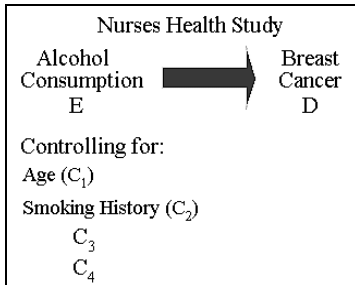 Nurses Health Study
Alcohol Consumption E
Breast Cancer D
Controlling for:
Age (C₁)
Smoking History (C₂)
C₃
C₄